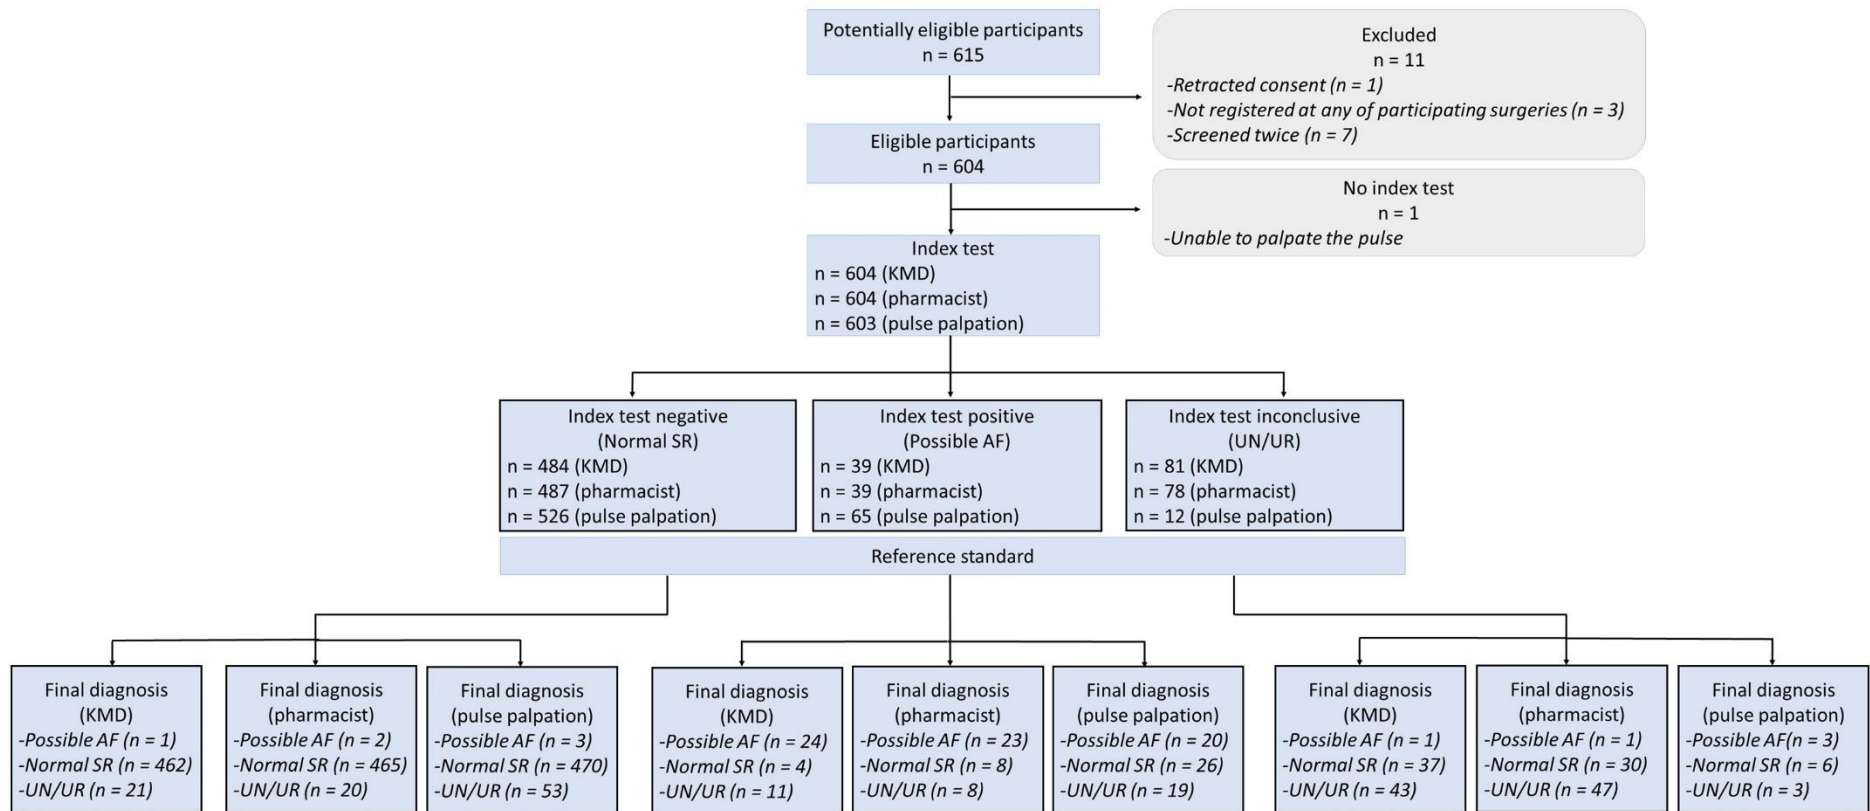 Potentially eligible participants
n = 615
Excluded
n = 11
-Retracted consent (n = 1)
-Not registered at any of participating surgeries (n = 3)
-Screened twice (n = 7)
Eligible participants
n = 604
No index test
n = 1
-Unable to palpate the pulse
Index test
n = 604 (KMD)
n = 604 (pharmacist)
n = 603 (pulse palpation)
Index test negative
(Normal SR)
n = 484 (KMD)
n = 487 (pharmacist)
n = 526 (pulse palpation)
Index test positive
(Possible AF)
n = 39 (KMD)
n = 39 (pharmacist)
n = 65 (pulse palpation)
Index test inconclusive
(UN/UR)
n = 81 (KMD)
n = 78 (pharmacist)
n = 12 (pulse palpation)
Reference standard
Final diagnosis
(KMD)
-Possible AF (n = 1)
-Normal SR (n = 462)
-UN/UR (n = 21)
Final diagnosis
(pharmacist)
-Possible AF (n = 2)
-Normal SR (n = 465)
-UN/UR (n = 20)
Final diagnosis
(pulse palpation)
-Possible AF (n = 3)
-Normal SR (n = 470)
-UN/UR (n = 53)
Final diagnosis
(KMD)
-Possible AF (n = 24)
-Normal SR (n = 4)
-UN/UR (n = 11)
Final diagnosis
(pharmacist)
-Possible AF (n = 23)
-Normal SR (n = 8)
-UN/UR (n = 8)
Final diagnosis
(pulse palpation)
-Possible AF (n = 20)
-Normal SR (n = 26)
-UN/UR (n = 19)
Final diagnosis
(KMD)
-Possible AF (n = 1)
-Normal SR (n = 37)
-UN/UR (n = 43)
Final diagnosis
(pharmacist)
-Possible AF (n = 1)
-Normal SR (n = 30)
-UN/UR (n = 47)
Final diagnosis
(pulse palpation)
-Possible AF(n = 3)
-Normal SR (n = 6)
-UN/UR (n = 3)